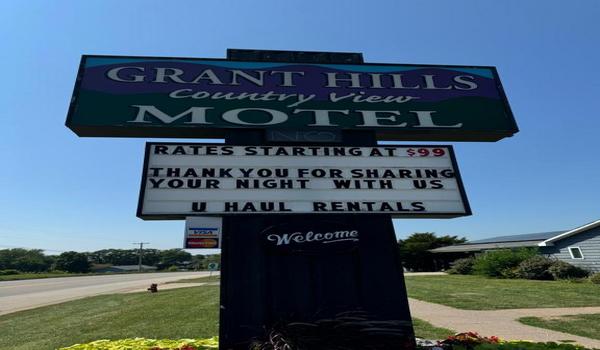 GRANT HILLS
Country View
MOTEL
INFO
RATES STARTING AT $99
THANK YOU FOR SHARING
YOUR NIGHT WITH US
U HAUL RENTALS
VISA
Welcome